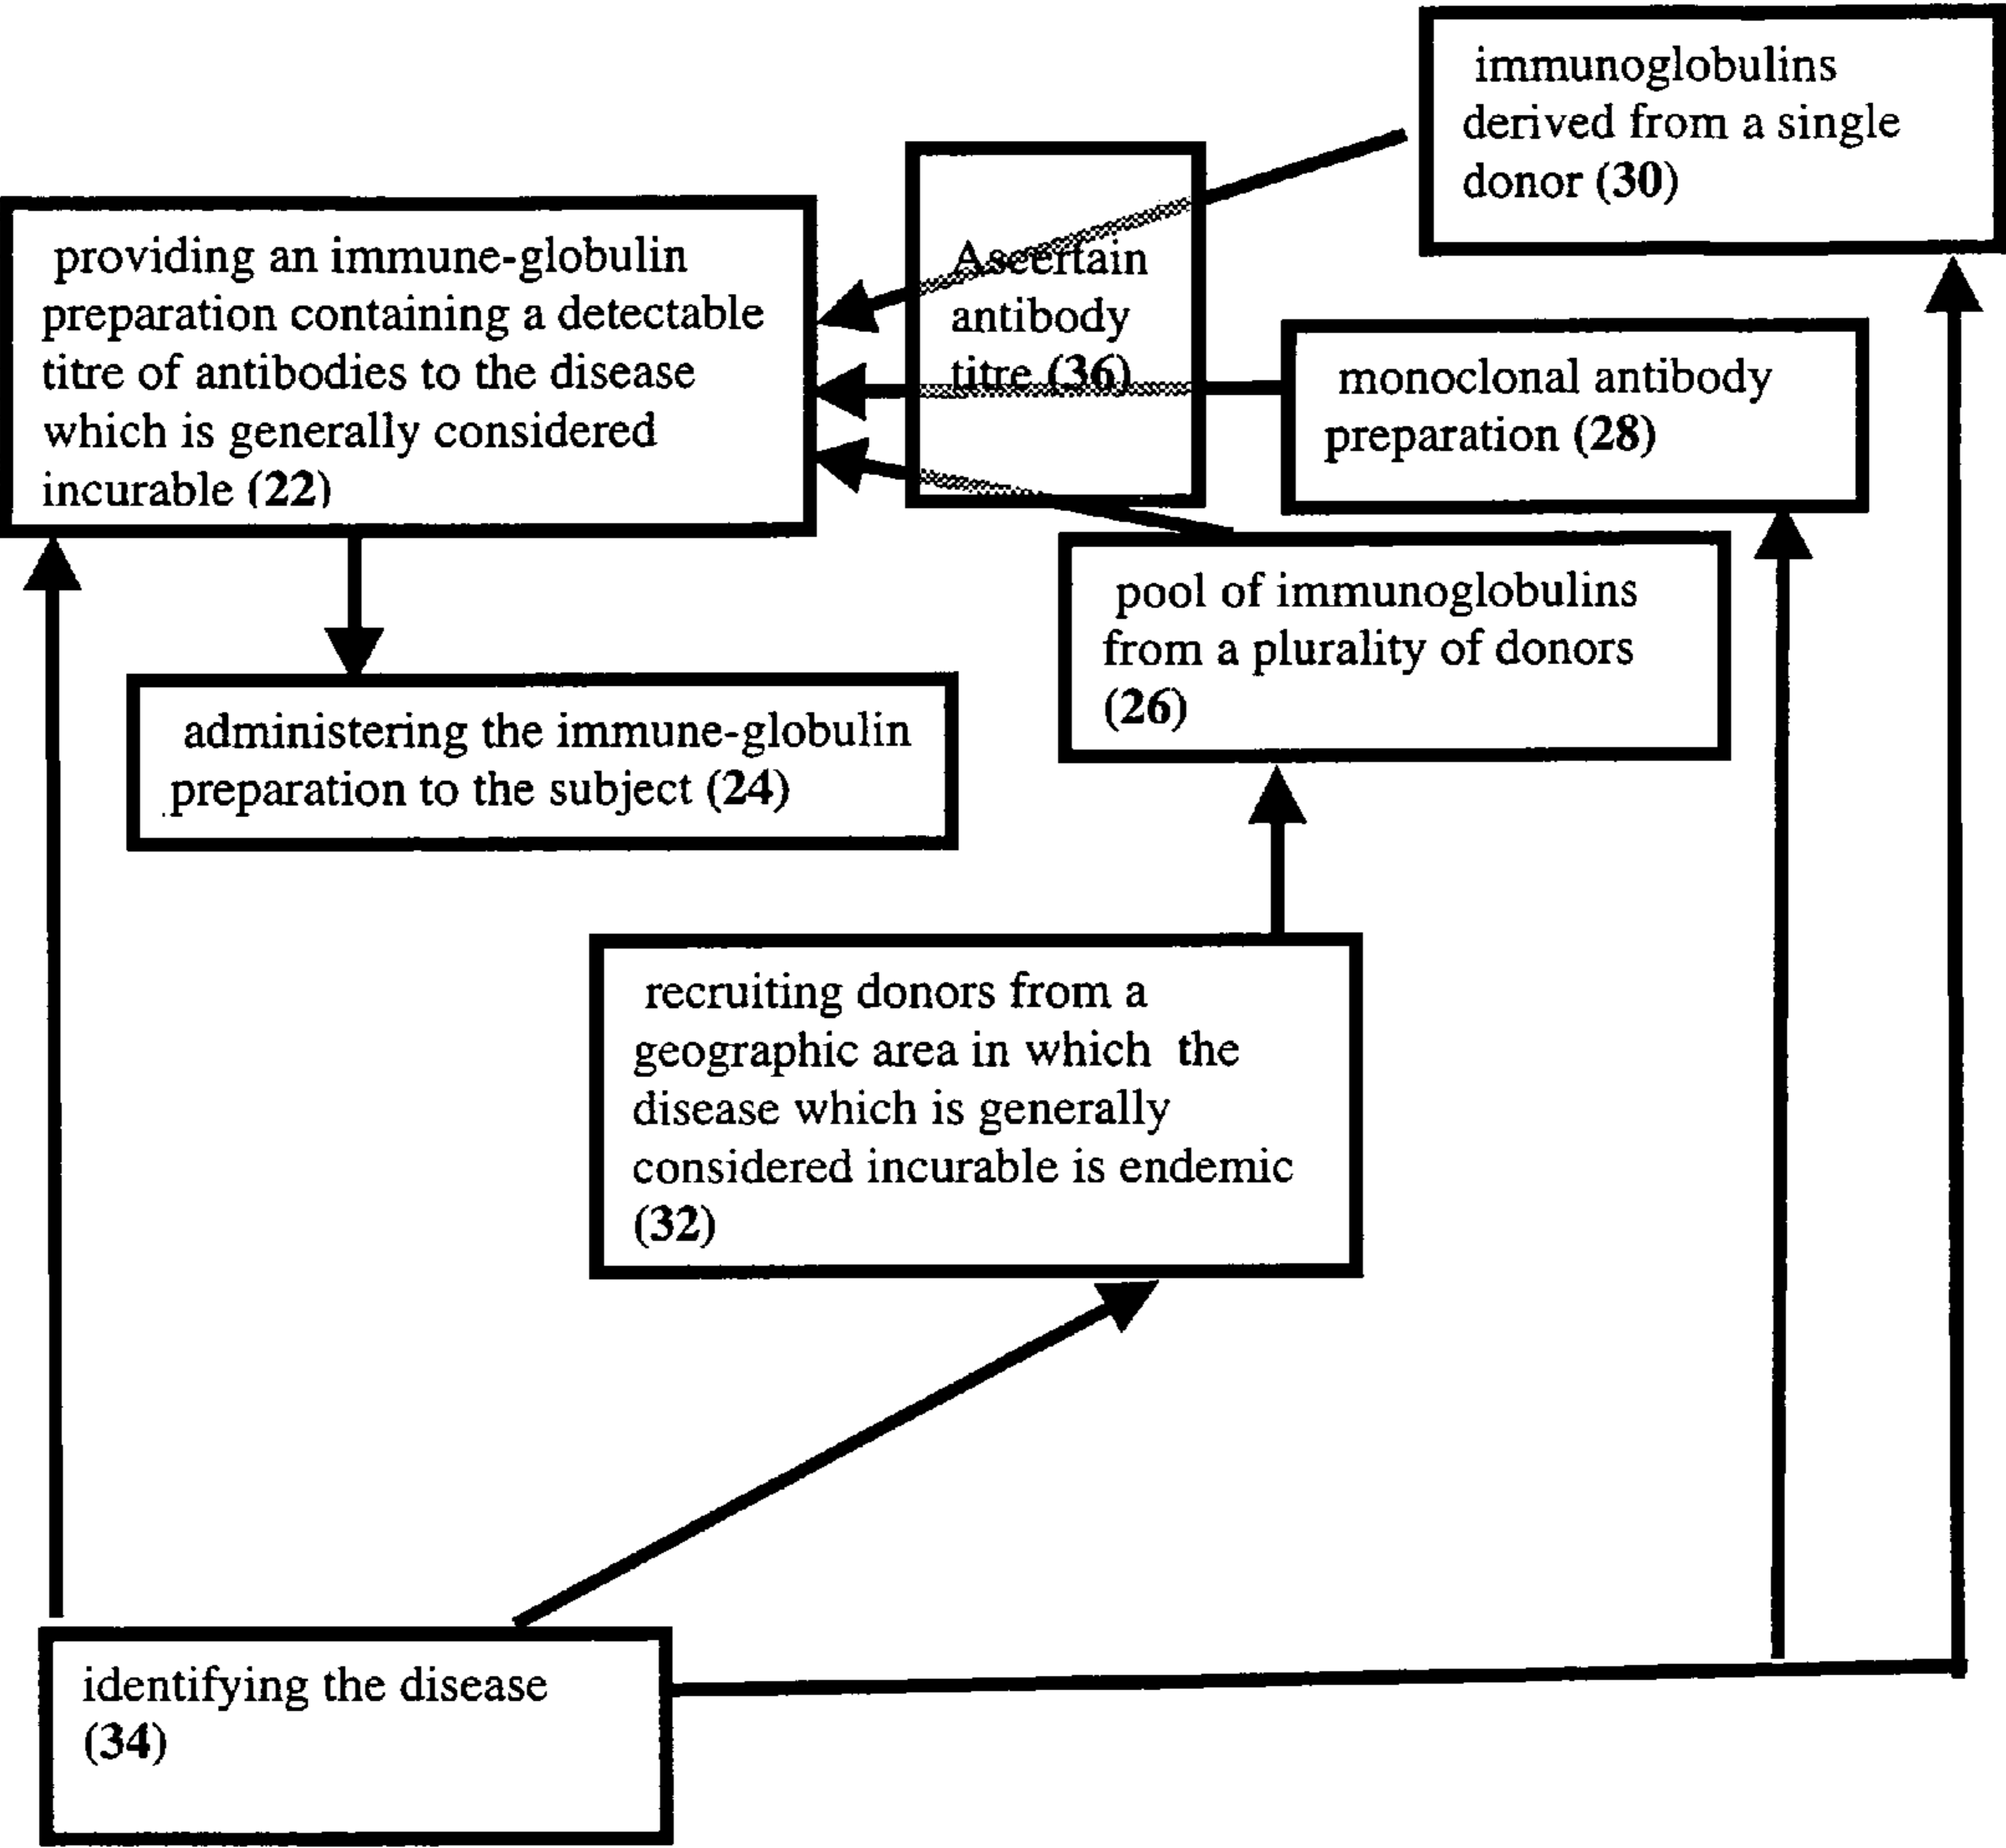 immunoglobulins
derived from a single
donor (30)
providing an immune-globulin
preparation containing a detectable
titre of antibodies to the disease
which is generally considered
incurable (22)
Ascertain
antibody
titre (36)
monoclonal antibody
preparation (28)
pool of immunoglobulins
from a plurality of donors
(26)
administering the immune-globulin
preparation to the subject (24)
recruiting donors from a
geographic area in which the
disease which is generally
considered incurable is endemic
(32)
identifying the disease
(34)